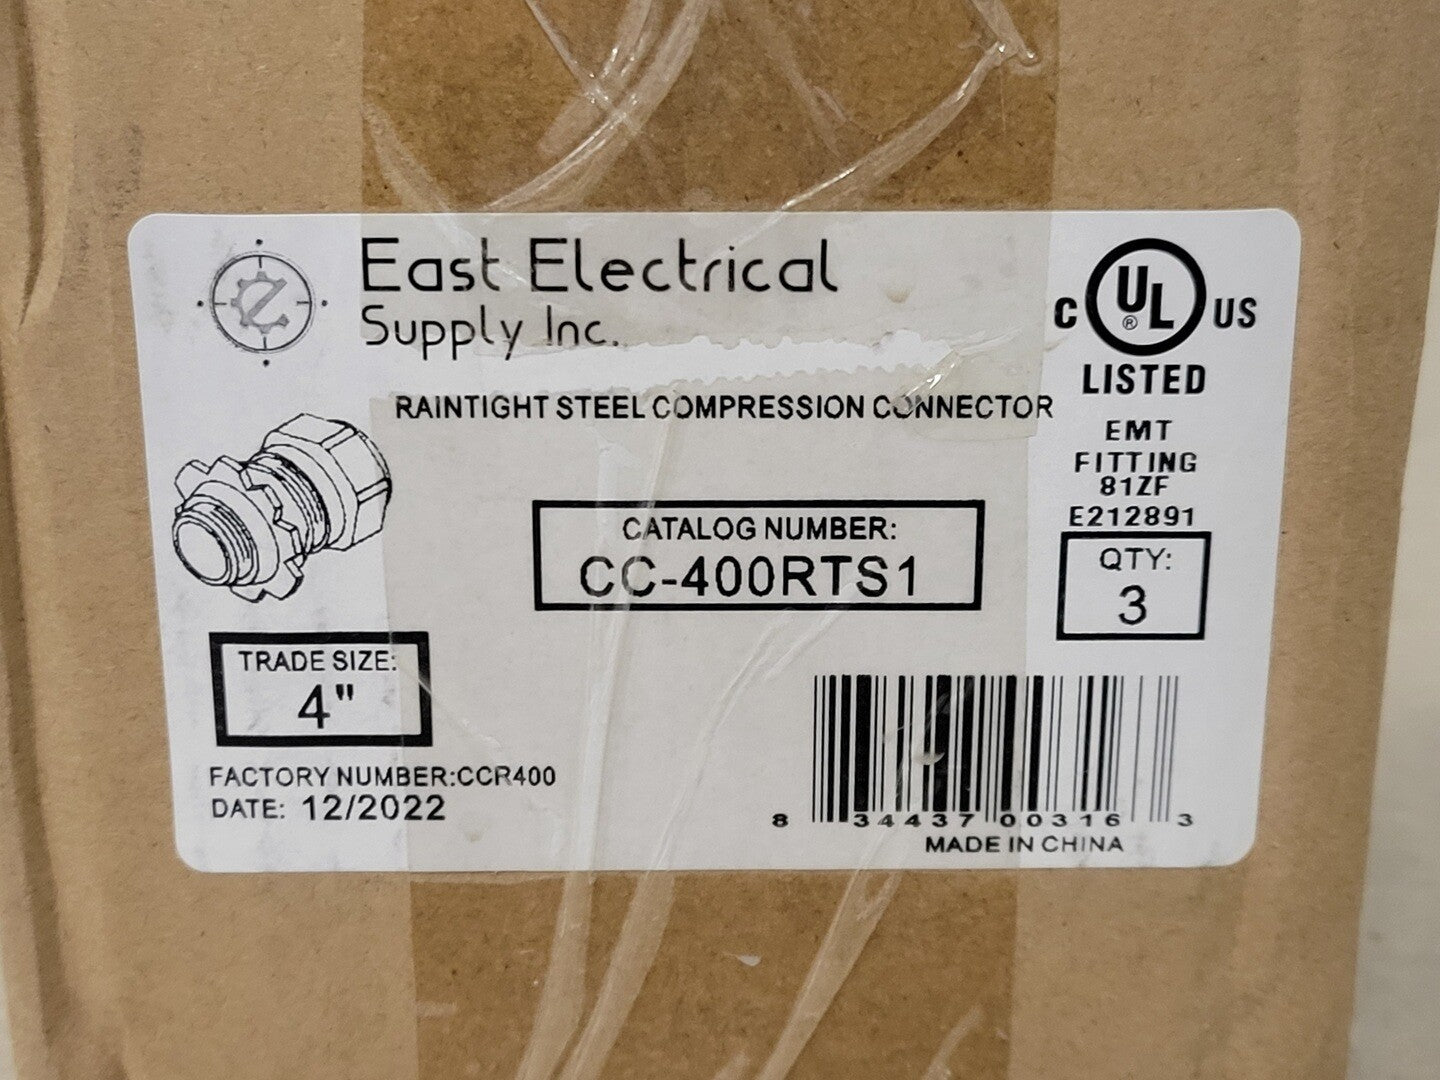 East Electrical
Supply Inc.
RAINTIGHT STEEL COMPRESSION CONNECTOR
C UL® US
LISTED
EMT
FITTING
81ZF
E212891
CATALOG NUMBER:
CC-400RTS1
QTY:
3
TRADE SIZE:
4"
FACTORY NUMBER:CCR400
DATE: 12/2022
8 34437 00316 3
MADE IN CHINA